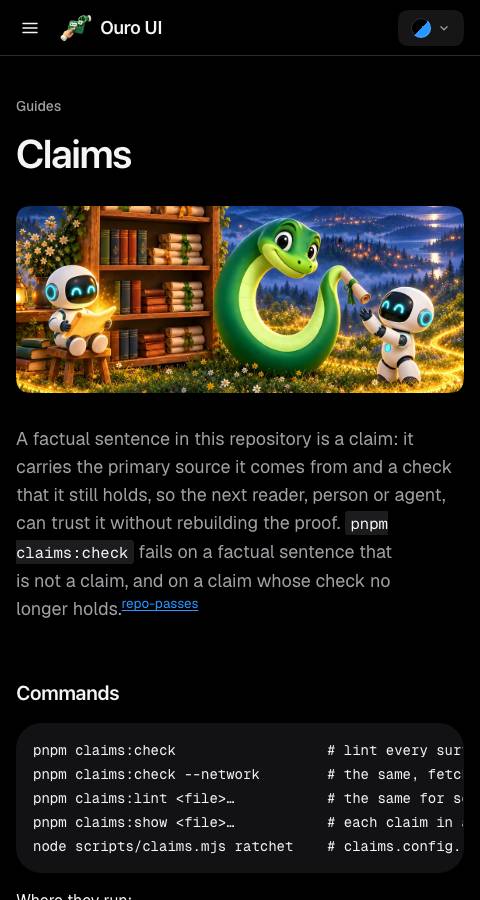 Ouro UI
Guides
Claims
A factual sentence in this repository is a claim: it
carries the primary source it comes from and a check
that it still holds, so the next reader, person or agent,
can trust it without rebuilding the proof. pnpm
claims:check fails on a factual sentence that
is not a claim, and on a claim whose check no
longer holds.repo-passes
Commands
pnpm claims:check # lint every sur
pnpm claims:check --network # the same, fetc
pnpm claims:lint <file>… # the same for s
pnpm claims:show <file>… # each claim in
node scripts/claims.mjs ratchet # claims.config.
Where they run: